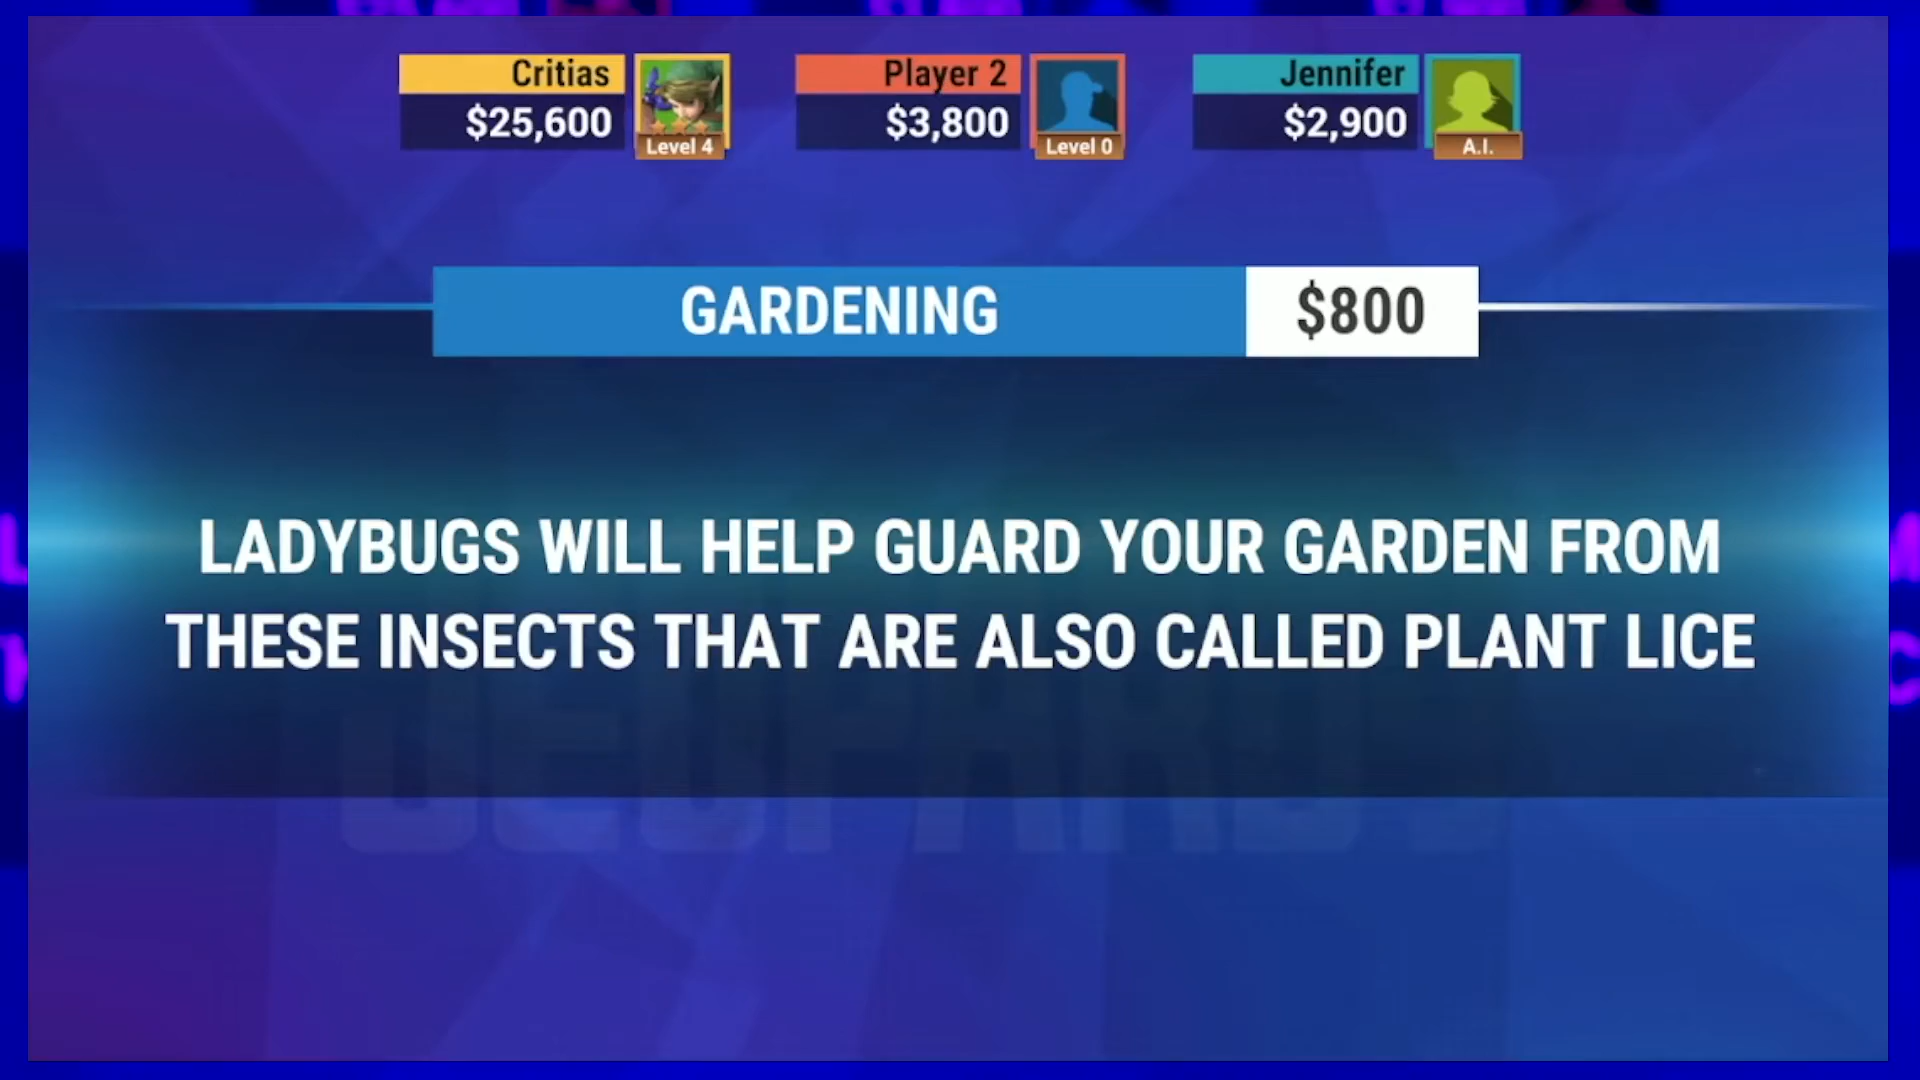 Critias
$25,600
Level 4
Player 2
$3,800
Level 0
Jennifer
$2,900
A.I.
GARDENING
$800
LADYBUGS WILL HELP GUARD YOUR GARDEN FROM
THESE INSECTS THAT ARE ALSO CALLED PLANT LICE
JEOPARDY